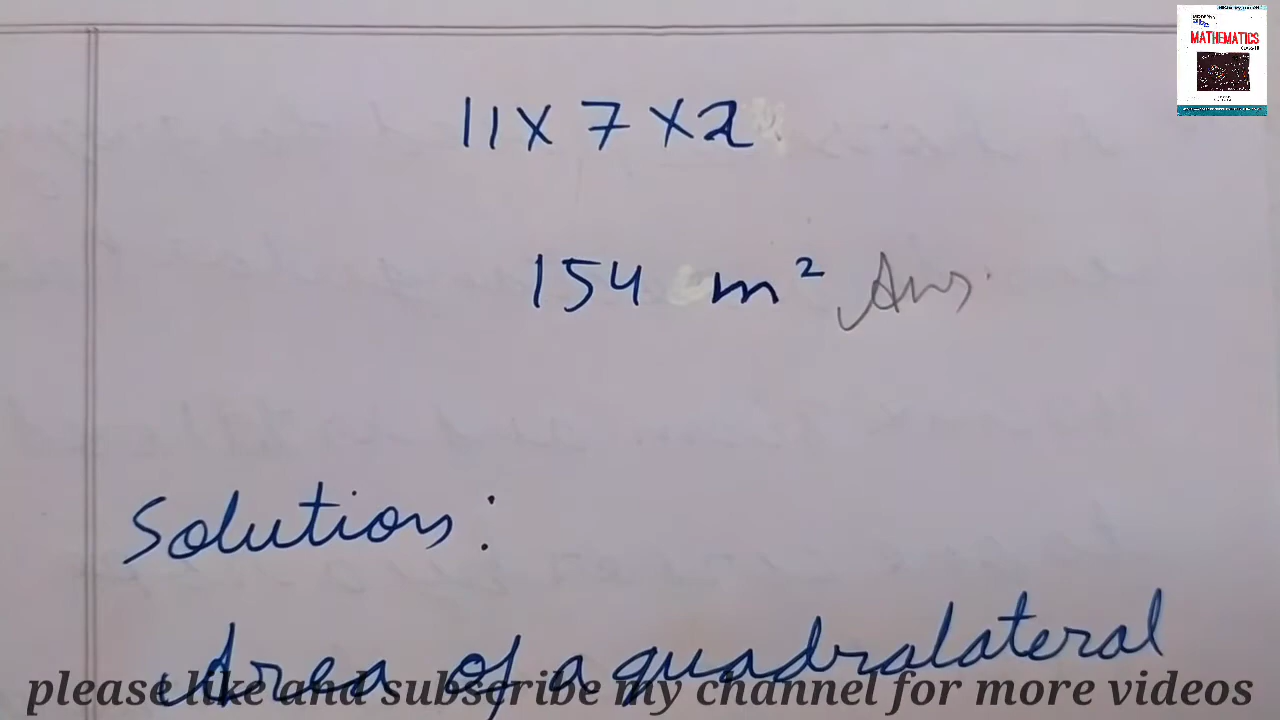 MATHEMATICS
11 x 7 x 2
154 m² Ans.
Solution:
Area of a quadralateral
please like and subscribe my channel for more videos